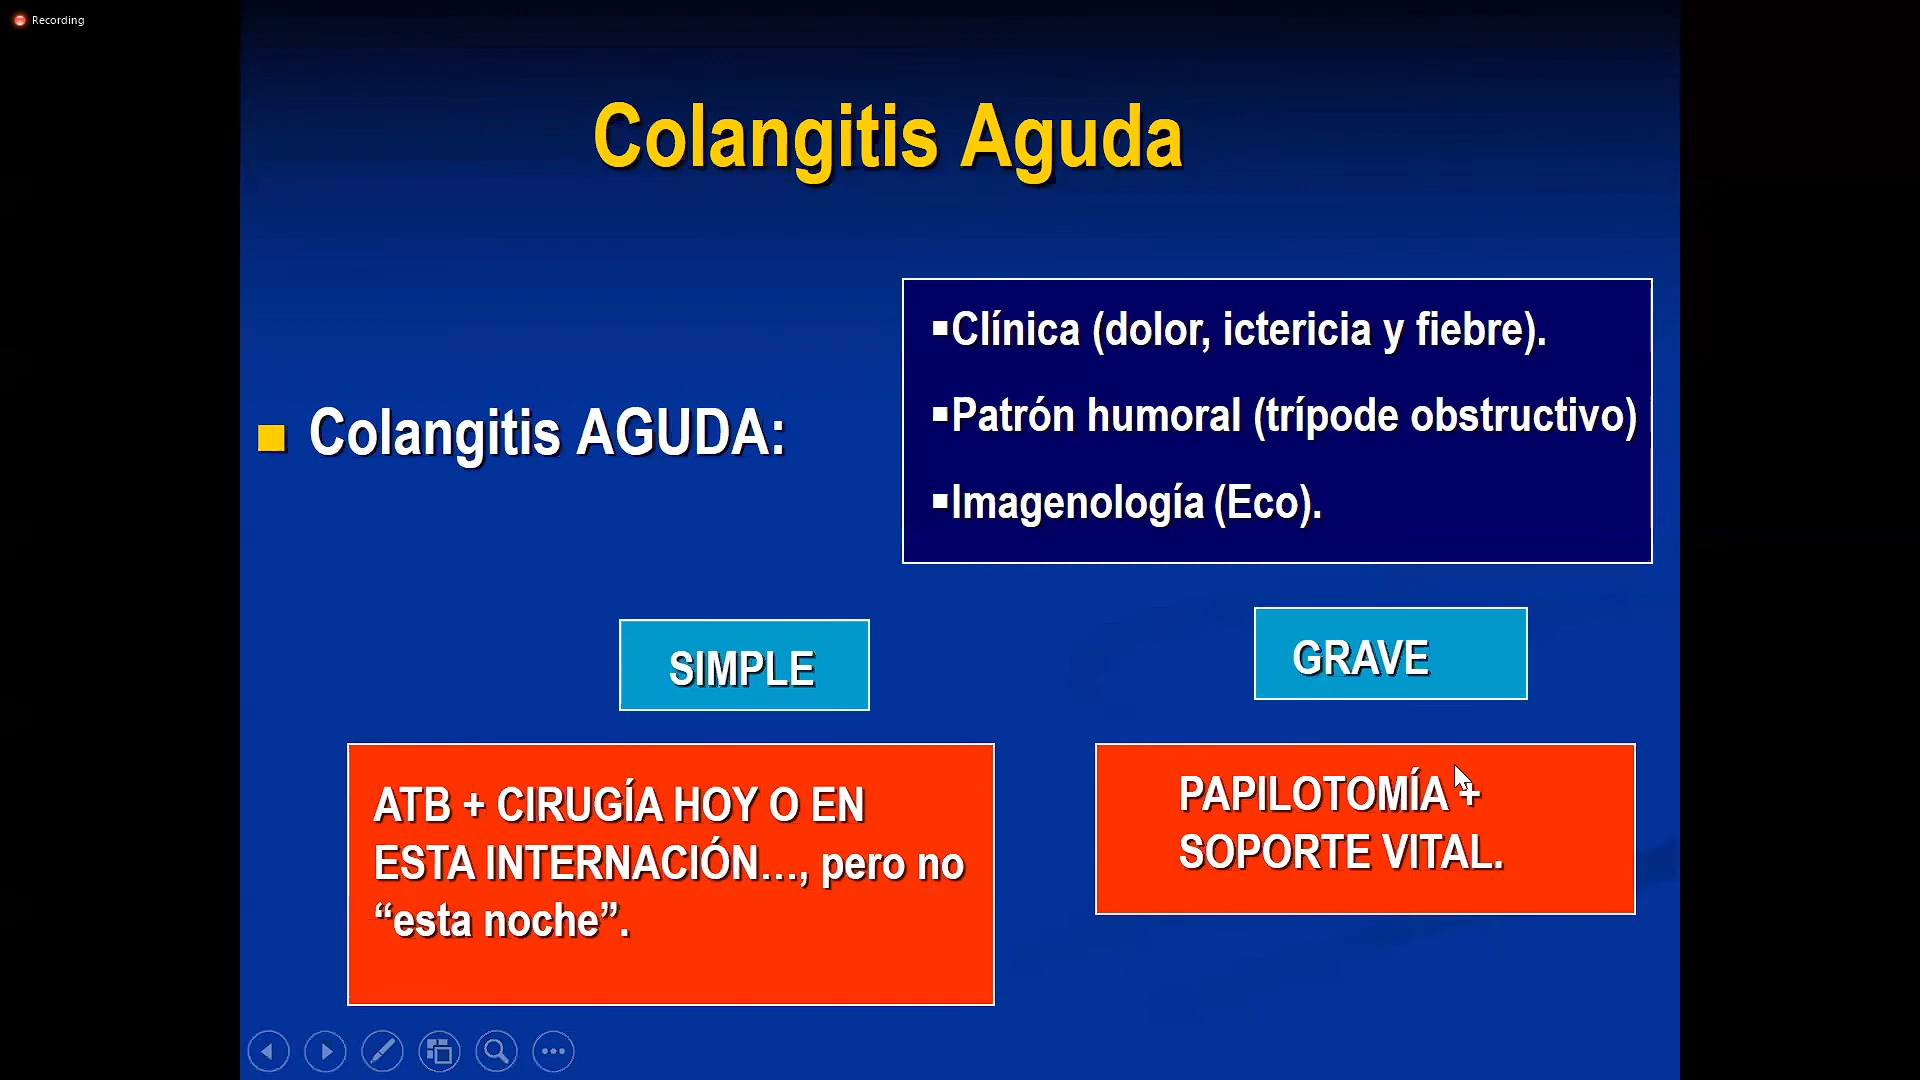 Recording
Colangitis Aguda
▪Clínica (dolor, ictericia y fiebre).
▪Patrón humoral (trípode obstructivo)
▪Imagenología (Eco).
■ Colangitis AGUDA:
SIMPLE
GRAVE
ATB + CIRUGÍA HOY O EN
ESTA INTERNACIÓN..., pero no
“esta noche”.
PAPILOTOMÍA +
SOPORTE VITAL.